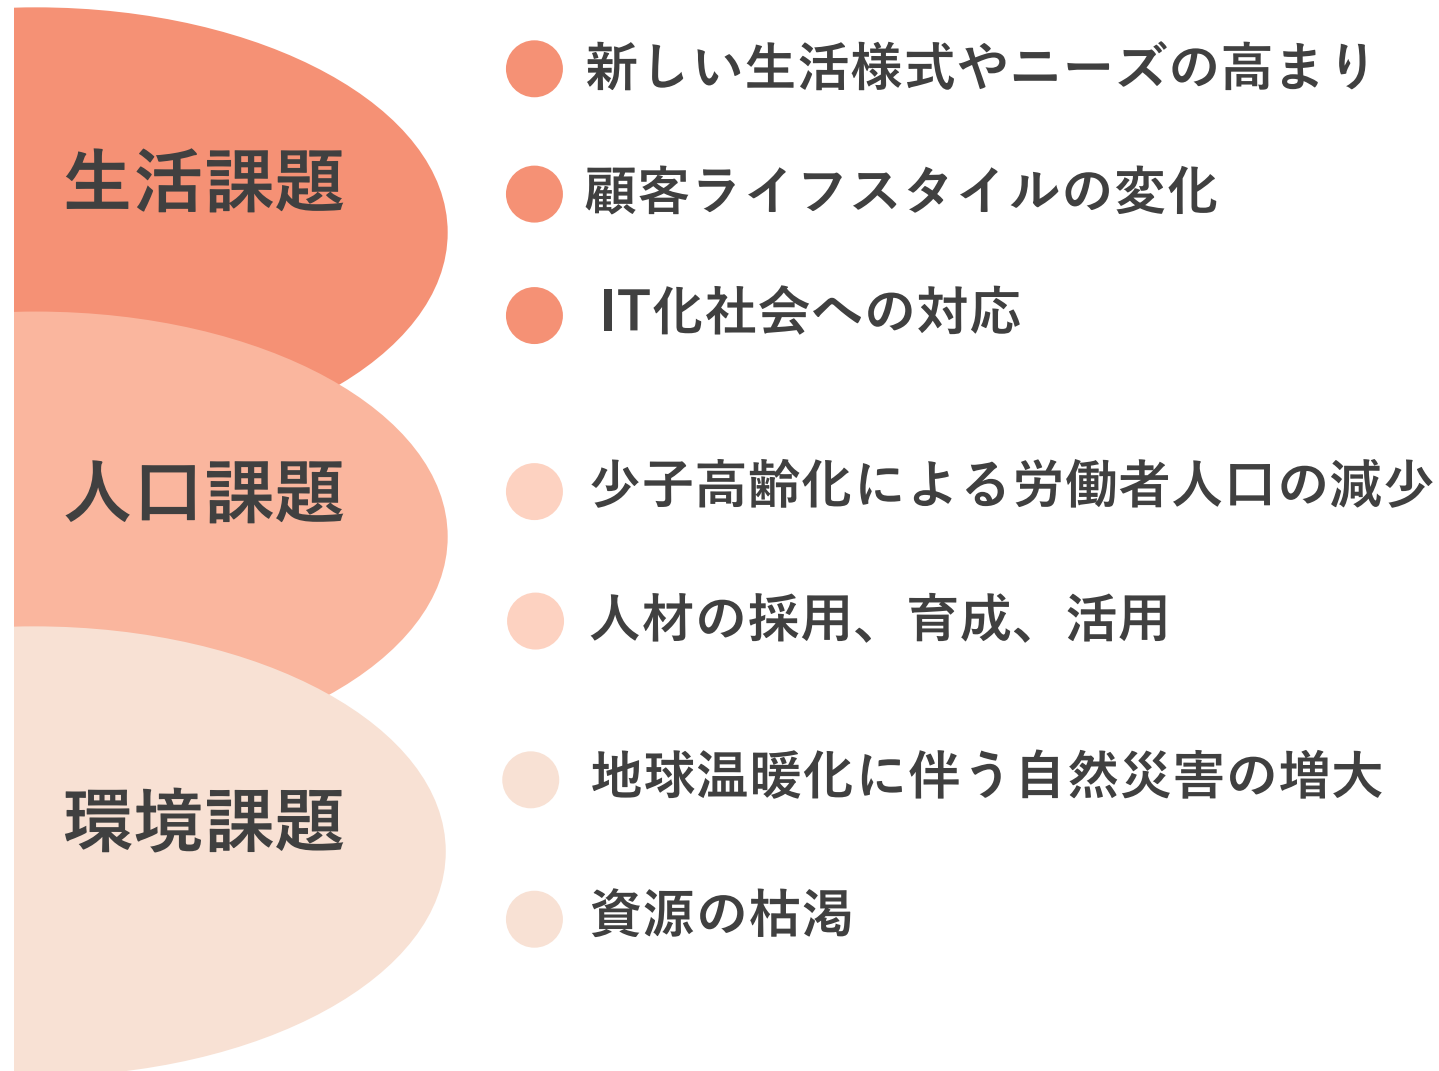 生活課題
新しい生活様式やニーズの高まり
顧客ライフスタイルの変化
IT化社会への対応
人口課題
少子高齢化による労働者人口の減少
人材の採用、育成、活用
環境課題
地球温暖化に伴う自然災害の増大
資源の枯渇